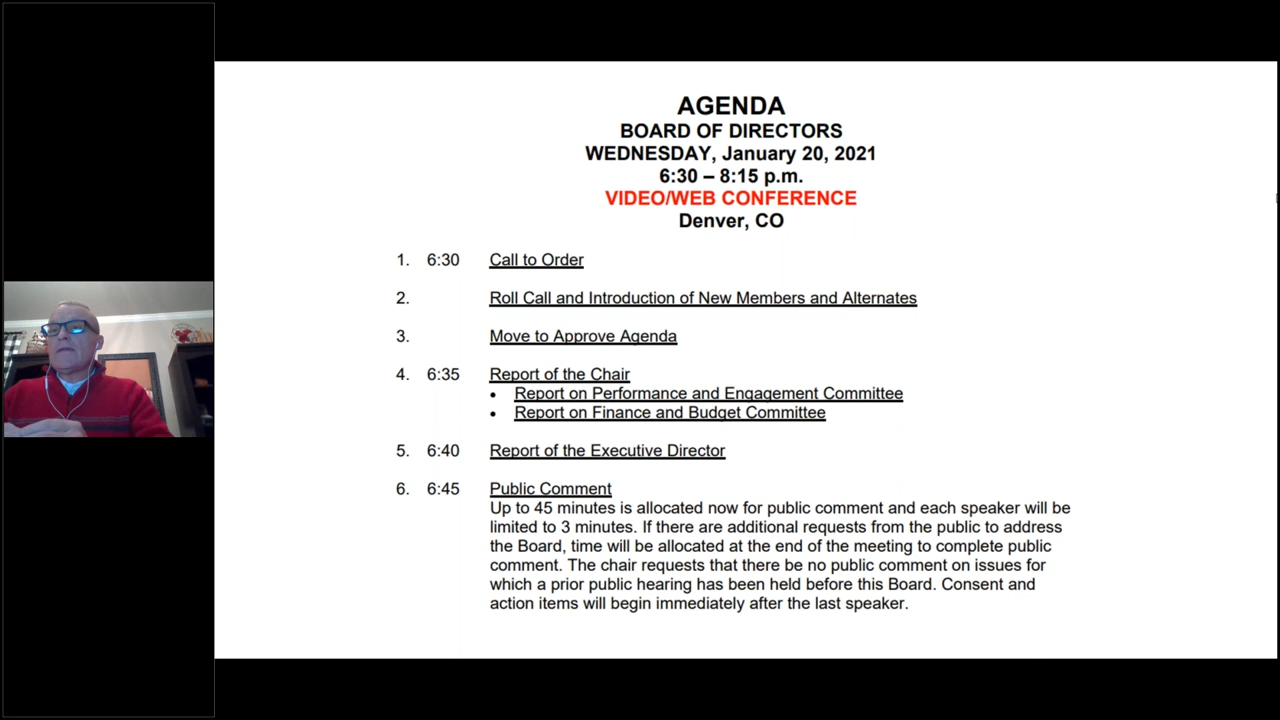 AGENDA
BOARD OF DIRECTORS
WEDNESDAY, January 20, 2021
6:30 – 8:15 p.m.
VIDEO/WEB CONFERENCE
Denver, CO
1. 6:30 Call to Order
2. Roll Call and Introduction of New Members and Alternates
3. Move to Approve Agenda
4. 6:35 Report of the Chair
• Report on Performance and Engagement Committee
• Report on Finance and Budget Committee
5. 6:40 Report of the Executive Director
6. 6:45 Public Comment
Up to 45 minutes is allocated now for public comment and each speaker will be
limited to 3 minutes. If there are additional requests from the public to address
the Board, time will be allocated at the end of the meeting to complete public
comment. The chair requests that there be no public comment on issues for
which a prior public hearing has been held before this Board. Consent and
action items will begin immediately after the last speaker.